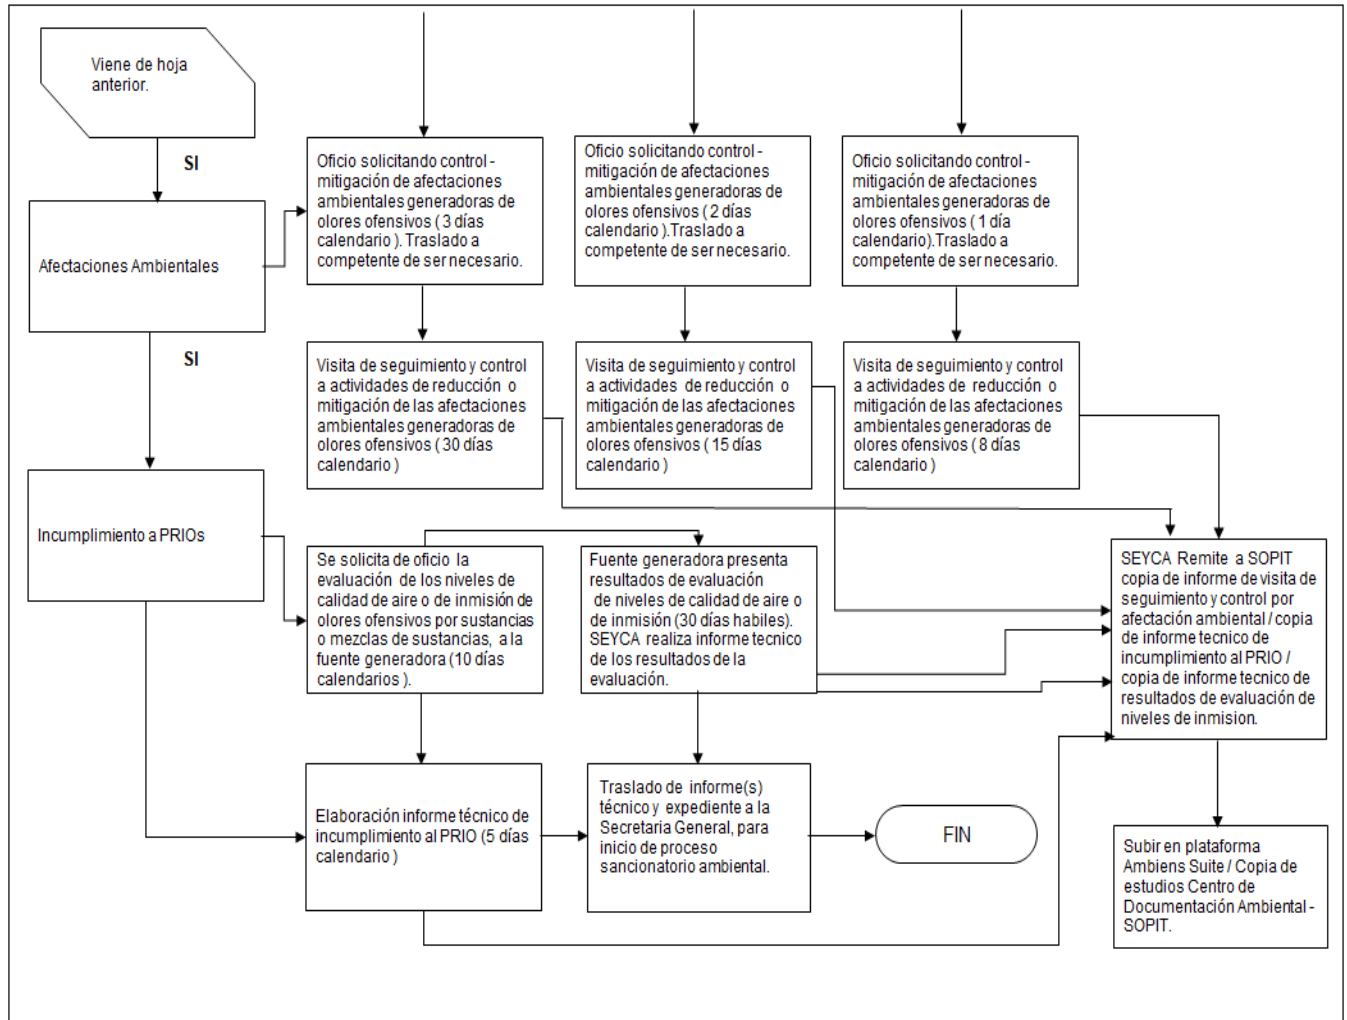 Viene de hoja
anterior.
SI
Afectaciones Ambientales
Oficio solicitando control -
mitigación de afectaciones
ambientales generadoras de
olores ofensivos ( 3 días
calendario ). Traslado a
competente de ser necesario.
Oficio solicitando control -
mitigación de afectaciones
ambientales generadoras de
olores ofensivos ( 2 días
calendario ).Traslado a
competente de ser necesario.
Oficio solicitando control -
mitigación de afectaciones
ambientales generadoras de
olores ofensivos ( 1 día
calendario).Traslado a
competente de ser necesario.
SI
Visita de seguimiento y control
a actividades de reducción o
mitigación de las afectaciones
ambientales generadoras de
olores ofensivos ( 30 días
calendario )
Visita de seguimiento y control
a actividades de reducción o
mitigación de las afectaciones
ambientales generadoras de
olores ofensivos ( 15 días
calendario )
Visita de seguimiento y control
a actividades de reducción o
mitigación de las afectaciones
ambientales generadoras de
olores ofensivos ( 8 días
calendario )
Incumplimiento a PRIOs
Se solicita de oficio la
evaluación de los niveles de
calidad de aire o de inmisión de
olores ofensivos por sustancias
o mezclas de sustancias, a la
fuente generadora (10 días
calendarios ).
Fuente generadora presenta
resultados de evaluación
de niveles de calidad de aire o
de inmisión (30 días habiles).
SEYCA realiza informe tecnico
de los resultados de la
evaluación.
SEYCA Remite a SOPIT
copia de informe de visita de
seguimiento y control por
afectación ambiental / copia
de informe tecnico de
incumplimiento al PRIO /
copia de informe tecnico de
resultados de evaluación de
niveles de inmision.
Elaboración informe técnico de
incumplimiento al PRIO (5 días
calendario )
Traslado de informe(s)
técnico y expediente a la
Secretaria General, para
inicio de proceso
sancionatorio ambiental.
FIN
Subir en plataforma
Ambiens Suite / Copia de
estudios Centro de
Documentación Ambiental -
SOPIT.